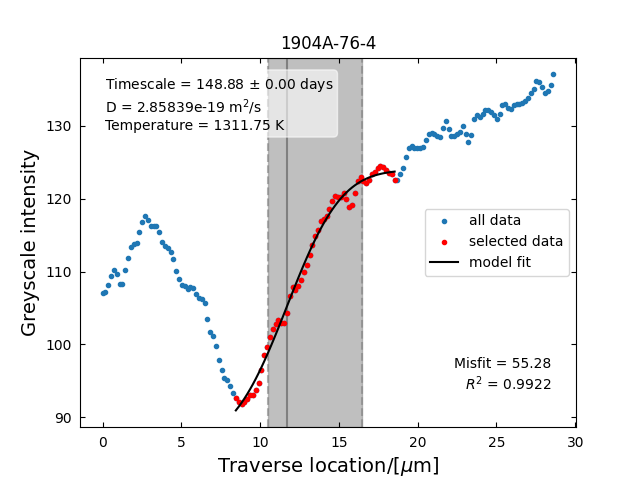 1904A-76-4
Timescale = 148.88 ± 0.00 days
D = 2.85839e-19 m²/s
Temperature = 1311.75 K
Greyscale intensity
130
120
110
100
90
all data
selected data
model fit
Misfit = 55.28
R² = 0.9922
0 5 10 15 20 25 30
Traverse location/[μm]